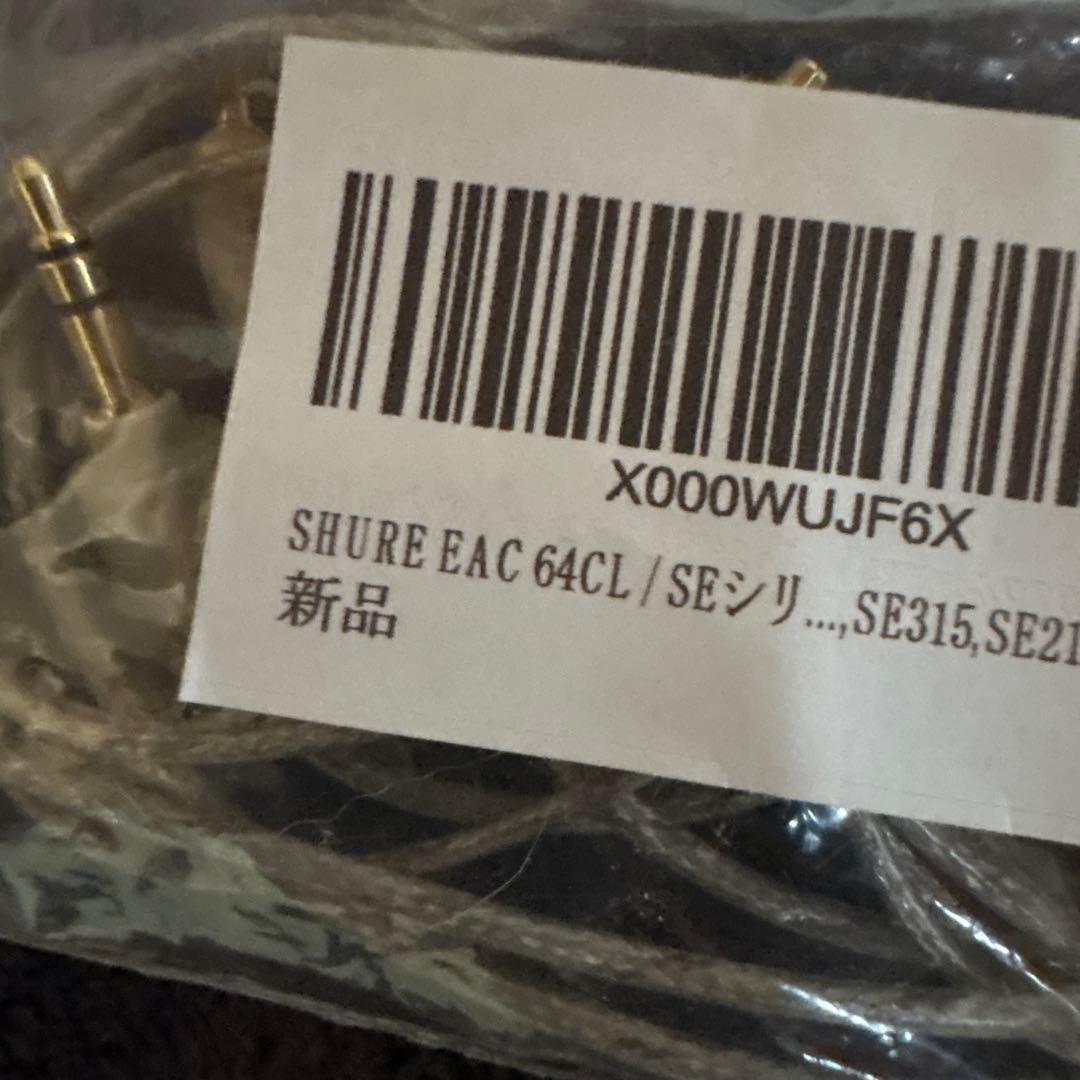 X000WUJF6X
SHURE EAC 64CL / SEシリ...,SE315,SE21
新品